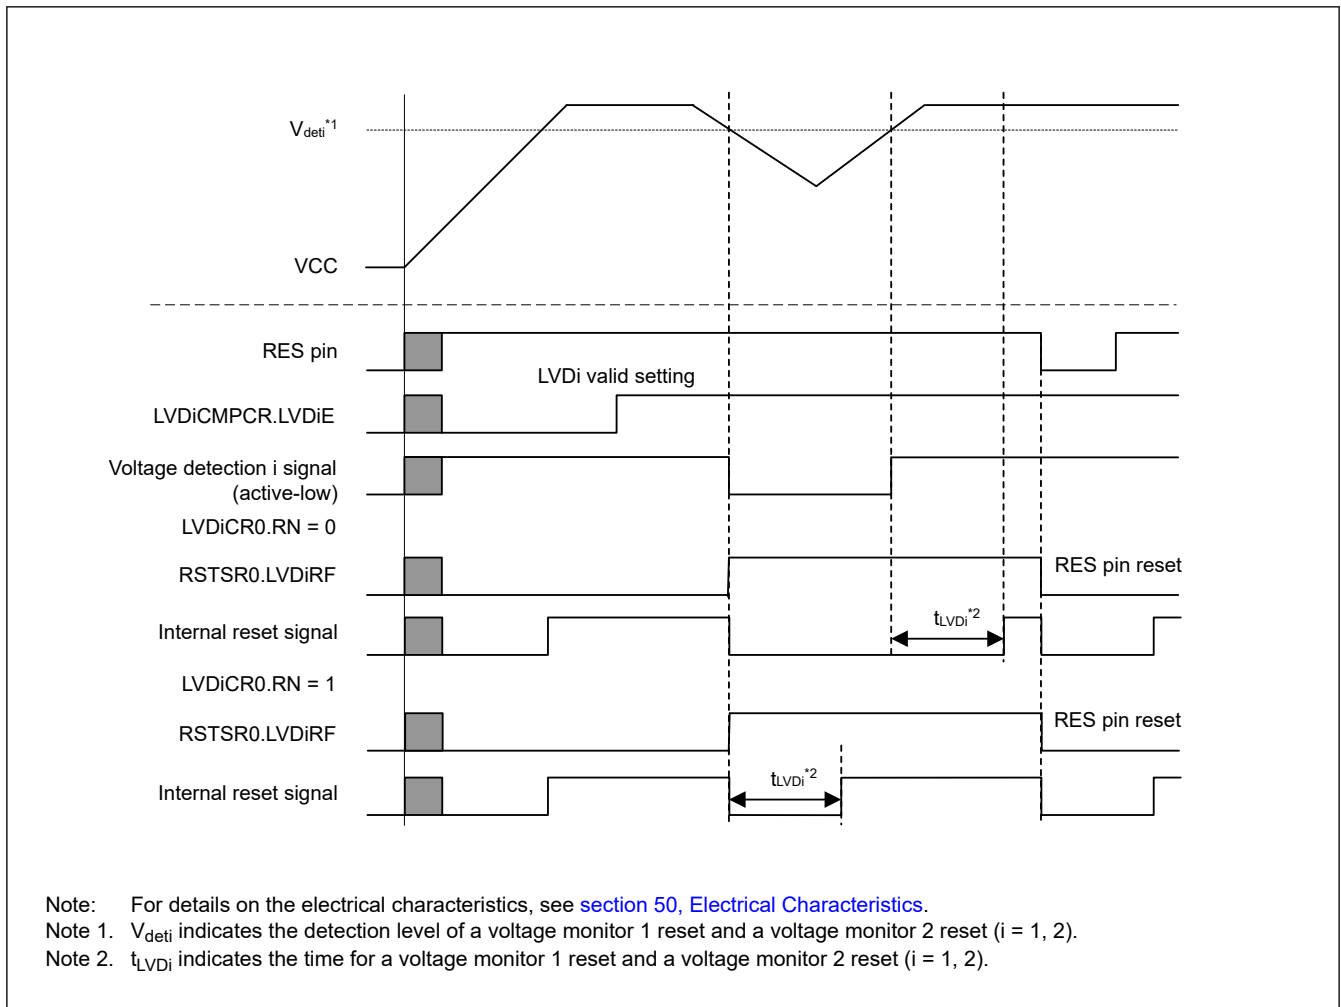 Vdeti*1
VCC
RES pin
LVDi valid setting
LVDiCMPCR.LVDiE
Voltage detection i signal
(active-low)
LVDiCR0.RN = 0
RSTSR0.LVDiRF
RES pin reset
Internal reset signal
tLVDi*2
LVDiCR0.RN = 1
RSTSR0.LVDiRF
RES pin reset
Internal reset signal
tLVDi*2
Note: For details on the electrical characteristics, see section 50, Electrical Characteristics.
Note 1. Vdeti indicates the detection level of a voltage monitor 1 reset and a voltage monitor 2 reset (i = 1, 2).
Note 2. tLVDi indicates the time for a voltage monitor 1 reset and a voltage monitor 2 reset (i = 1, 2).